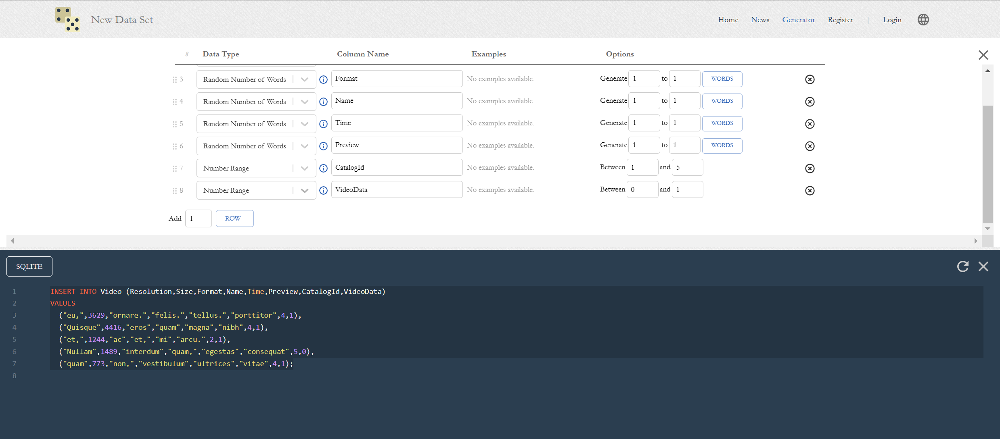 New Data Set
Home News Generator Register | Login
8 Data Type Column Name Examples Options
3 Random Number of Words Format No examples available. Generate 1 to 1 WORDS
4 Random Number of Words Name No examples available. Generate 1 to 1 WORDS
5 Random Number of Words Time No examples available. Generate 1 to 1 WORDS
6 Random Number of Words Preview No examples available. Generate 1 to 1 WORDS
7 Number Range CatalogId No examples available. Between 1 and 5
8 Number Range VideoData No examples available. Between 0 and 1
Add 1 ROW
SQLITE
1 INSERT INTO Video (Resolution,Size,Format,Name,Time,Preview,CatalogId,VideoData)
2 VALUES
3 ("eu,",3629,"ornare.","felis.","tellus.","porttitor",4,1),
4 ("Quisque",4416,"eros","quam","magna","nibh",4,1),
5 ("et,",1244,"ac","et,","mi","arcu.",2,1),
6 ("Nullam",1489,"interdum","quam,","egestas","consequat",5,0),
7 ("quam",773,"non,","vestibulum","ultrices","vitae",4,1);
8